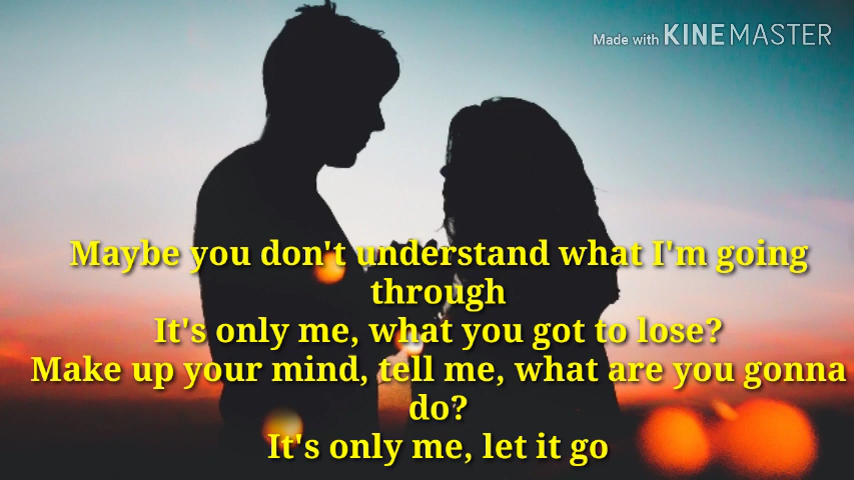 Made with KINEMASTER
Maybe you don't understand what I'm going
through
It's only me, what you got to lose?
Make up your mind, tell me, what are you gonna
do?
It's only me, let it go